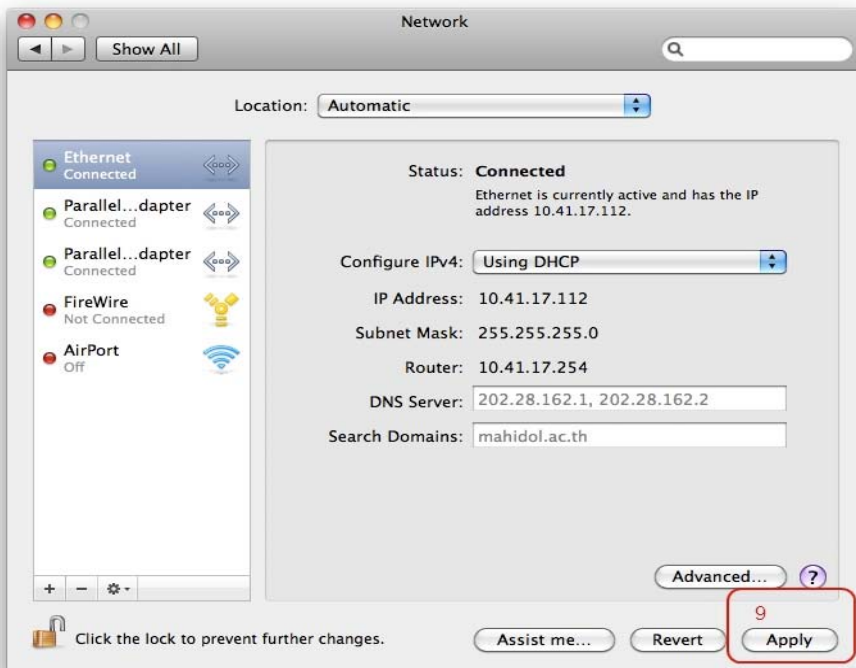 Network
Show All
Location: Automatic
Ethernet
Connected
Parallel...dapter
Connected
Parallel...dapter
Connected
FireWire
Not Connected
AirPort
Off
Status: Connected
Ethernet is currently active and has the IP
address 10.41.17.112.
Configure IPv4: Using DHCP
IP Address: 10.41.17.112
Subnet Mask: 255.255.255.0
Router: 10.41.17.254
DNS Server: 202.28.162.1, 202.28.162.2
Search Domains: mahidol.ac.th
Advanced... ?
Click the lock to prevent further changes.
Assist me... Revert
9
Apply